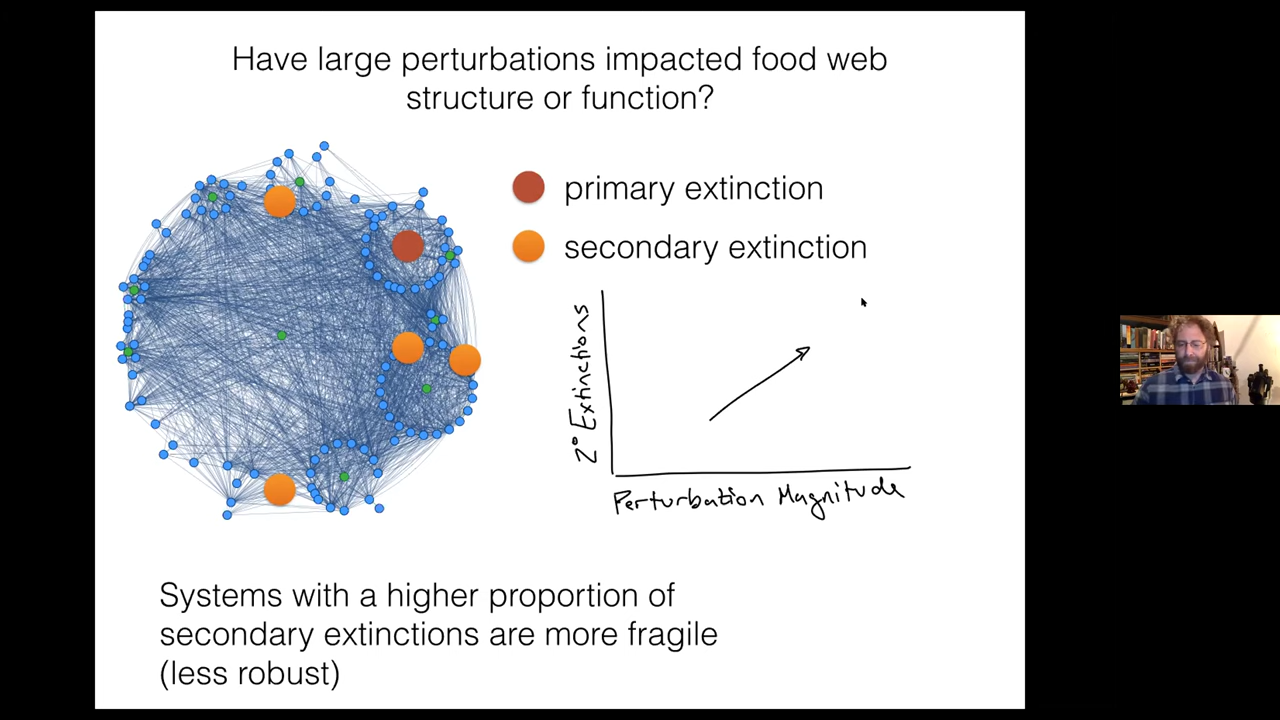 Have large perturbations impacted food web
structure or function?
primary extinction
secondary extinction
2° Extinctions
Perturbation Magnitude
Systems with a higher proportion of
secondary extinctions are more fragile
(less robust)